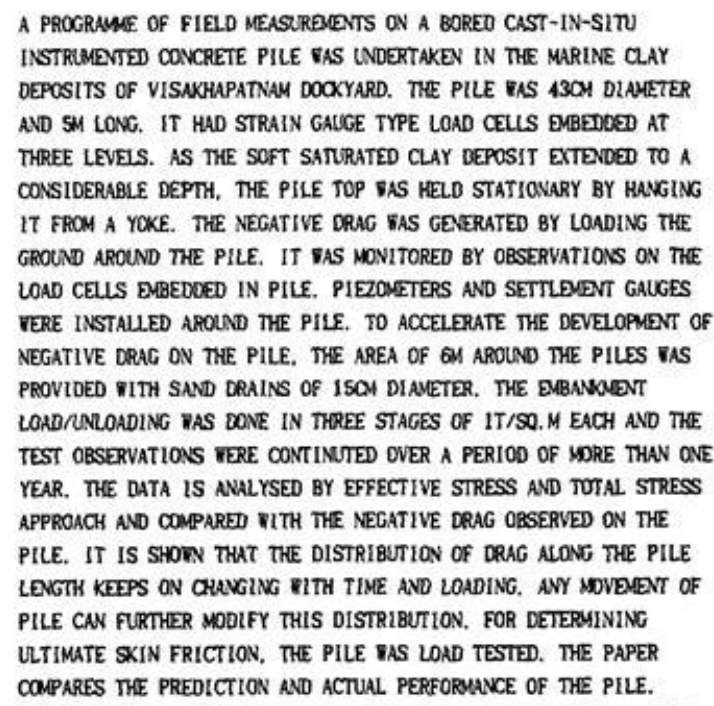 A PROGRAMME OF FIELD MEASUREMENTS ON A BORED CAST-IN-SITU
INSTRUMENTED CONCRETE PILE WAS UNDERTAKEN IN THE MARINE CLAY
DEPOSITS OF VISAKHAPATNAM DOCKYARD. THE PILE WAS 43CM DIAMETER
AND 5M LONG. IT HAD STRAIN GAUGE TYPE LOAD CELLS EMBEDDED AT
THREE LEVELS. AS THE SOFT SATURATED CLAY DEPOSIT EXTENDED TO A
CONSIDERABLE DEPTH, THE PILE TOP WAS HELD STATIONARY BY HANGING
IT FROM A YOKE. THE NEGATIVE DRAG WAS GENERATED BY LOADING THE
GROUND AROUND THE PILE. IT WAS MONITORED BY OBSERVATIONS ON THE
LOAD CELLS EMBEDDED IN PILE. PIEZOMETERS AND SETTLEMENT GAUGES
WERE INSTALLED AROUND THE PILE. TO ACCELERATE THE DEVELOPMENT OF
NEGATIVE DRAG ON THE PILE, THE AREA OF 6M AROUND THE PILES WAS
PROVIDED WITH SAND DRAINS OF 15CM DIAMETER. THE EMBANKMENT
LOAD/UNLOADING WAS DONE IN THREE STAGES OF 1T/SQ.M EACH AND THE
TEST OBSERVATIONS WERE CONTINUTED OVER A PERIOD OF MORE THAN ONE
YEAR. THE DATA IS ANALYSED BY EFFECTIVE STRESS AND TOTAL STRESS
APPROACH AND COMPARED WITH THE NEGATIVE DRAG OBSERVED ON THE
PILE. IT IS SHOWN THAT THE DISTRIBUTION OF DRAG ALONG THE PILE
LENGTH KEEPS ON CHANGING WITH TIME AND LOADING. ANY MOVEMENT OF
PILE CAN FURTHER MODIFY THIS DISTRIBUTION. FOR DETERMINING
ULTIMATE SKIN FRICTION, THE PILE WAS LOAD TESTED. THE PAPER
COMPARES THE PREDICTION AND ACTUAL PERFORMANCE OF THE PILE.